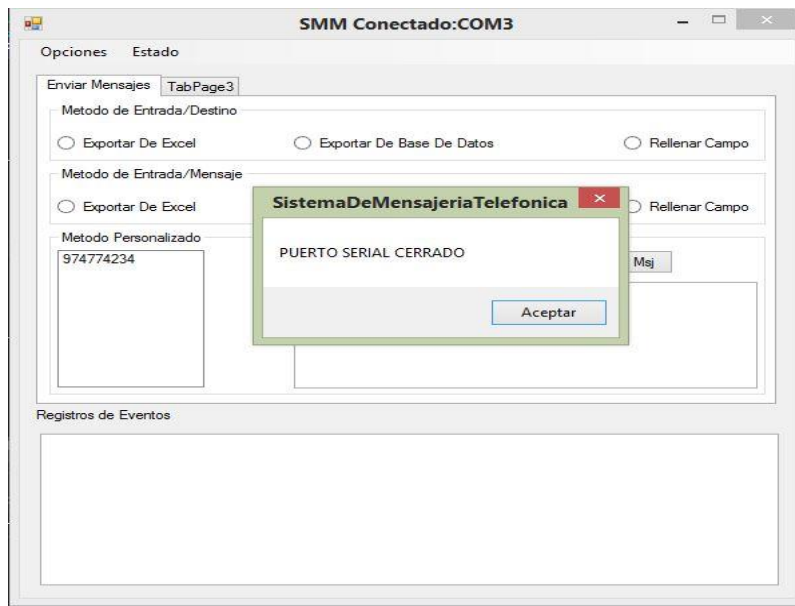 SMM Conectado:COM3
Opciones Estado
Enviar Mensajes TabPage3
Metodo de Entrada/Destino
Exportar De Excel Exportar De Base De Datos Rellenar Campo
Metodo de Entrada/Mensaje
Exportar De Excel Rellenar Campo
SistemaDeMensajeriaTelefonica
PUERTO SERIAL CERRADO
Aceptar
Metodo Personalizado
974774234
Msj
Registros de Eventos